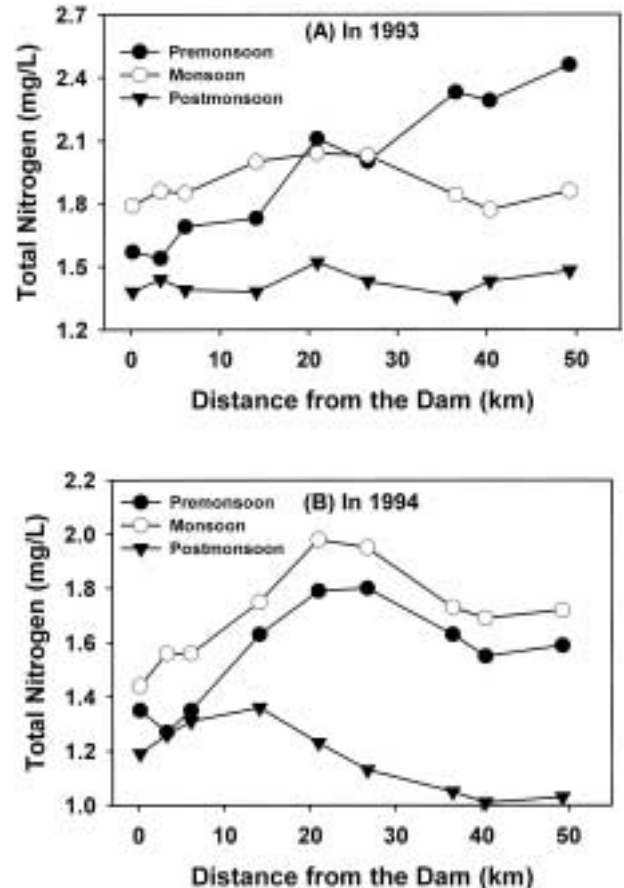 (A) In 1993
Premonsoon
Monsoon
Postmonsoon
Total Nitrogen (mg/L)
2.7
2.4
2.1
1.8
1.5
1.2
0 10 20 30 40 50
Distance from the Dam (km)
(B) In 1994
Premonsoon
Monsoon
Postmonsoon
Total Nitrogen (mg/L)
2.2
2.0
1.8
1.6
1.4
1.2
1.0
0 10 20 30 40 50
Distance from the Dam (km)